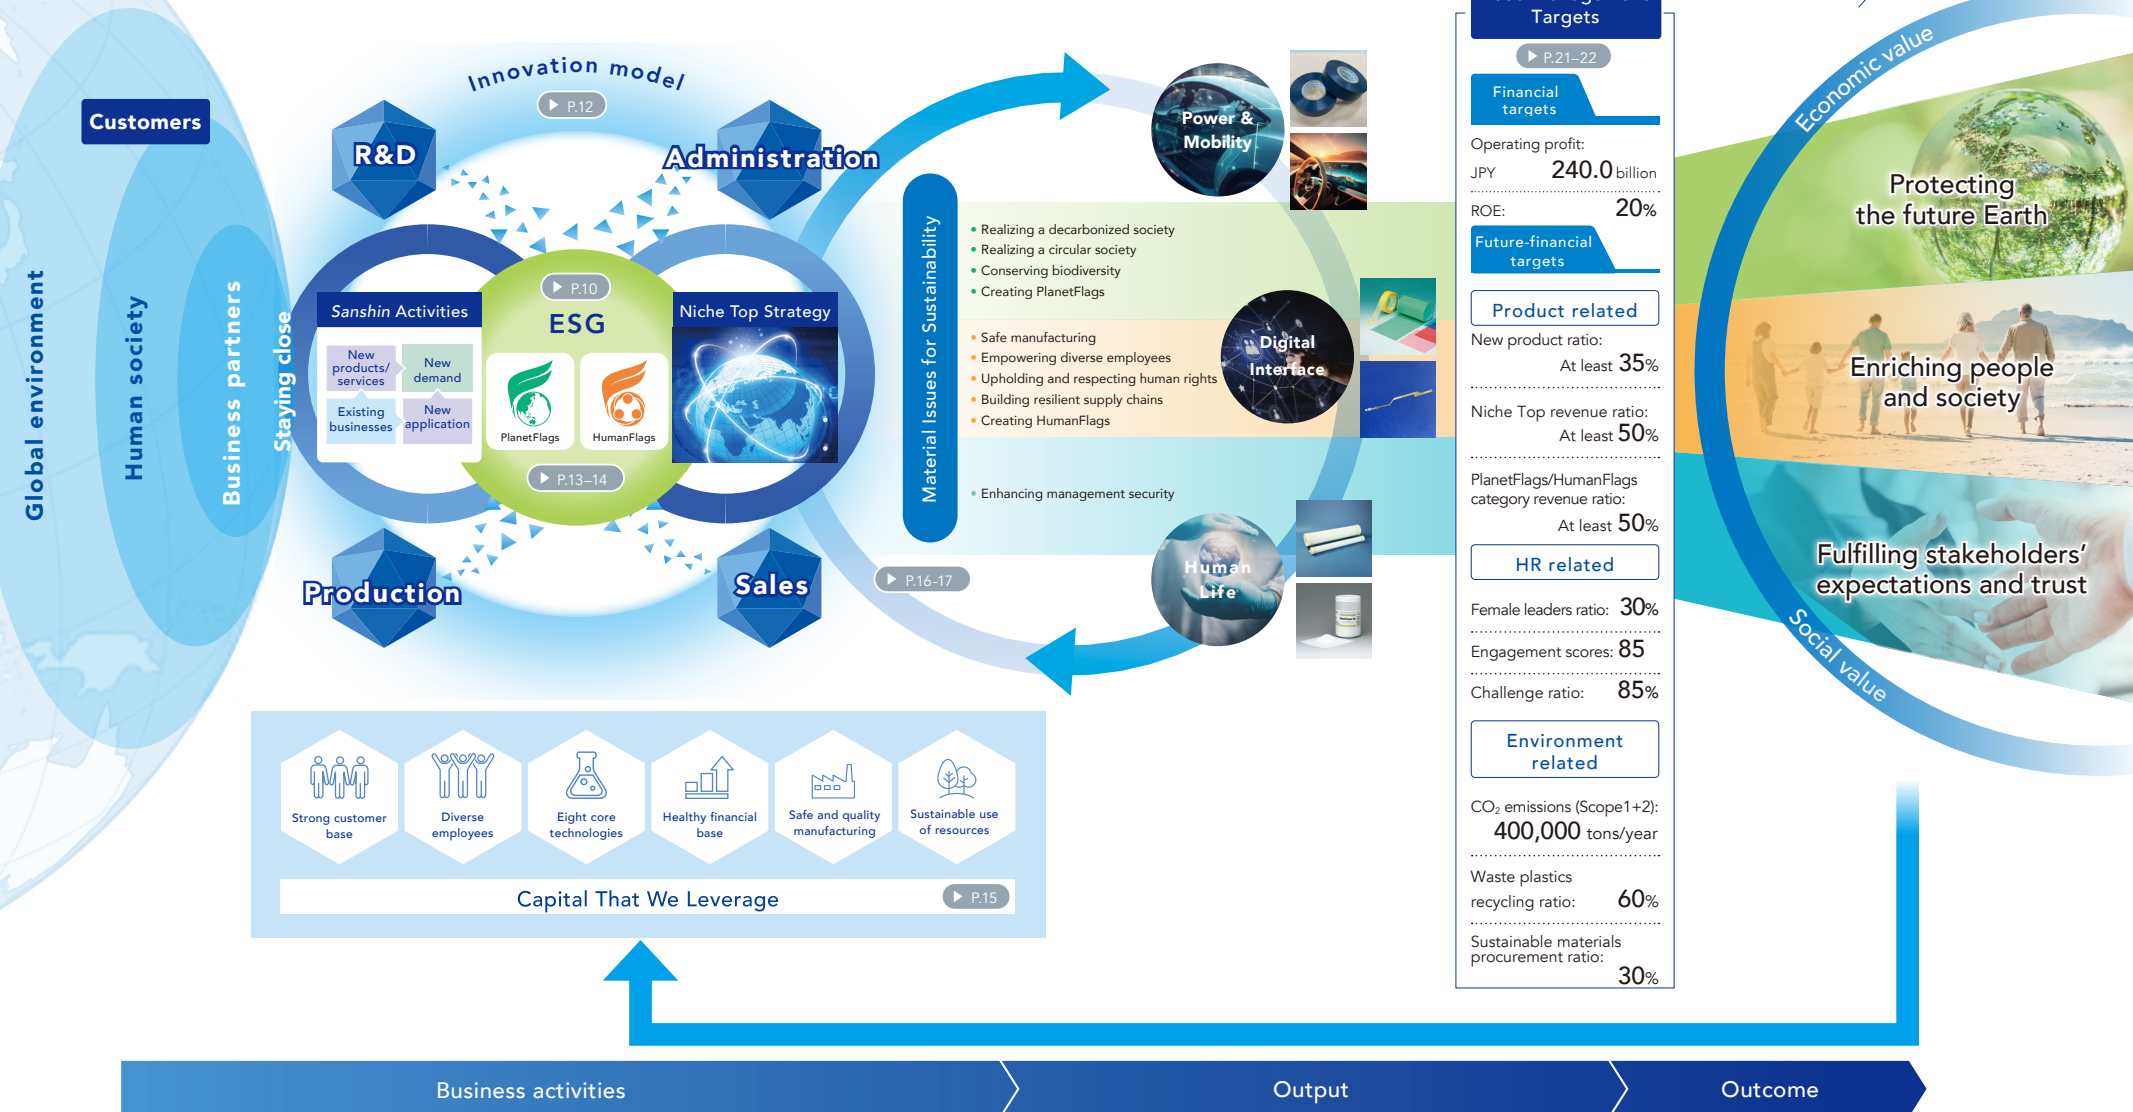 Customers
Global environment
Human society
Business partners
Staying close
Innovation model
P.12
R&D
Administration
Sanshin Activities
New
products/
services
New
demand
Existing
businesses
New
application
P.10
ESG
PlanetFlags
HumanFlags
P.13–14
Niche Top Strategy
Production
Sales
Material Issues for Sustainability
• Realizing a decarbonized society
• Realizing a circular society
• Conserving biodiversity
• Creating PlanetFlags
• Safe manufacturing
• Empowering diverse employees
• Upholding and respecting human rights
• Building resilient supply chains
• Creating HumanFlags
• Enhancing management security
P.16-17
Power &
Mobility
Digital
Interface
Human
Life
Targets
P.21–22
Financial
targets
Operating profit:
JPY 240.0 billion
ROE: 20%
Future-financial
targets
Product related
New product ratio:
At least 35%
Niche Top revenue ratio:
At least 50%
PlanetFlags/HumanFlags
category revenue ratio:
At least 50%
HR related
Female leaders ratio: 30%
Engagement scores: 85
Challenge ratio: 85%
Environment
related
CO₂ emissions (Scope1+2):
400,000 tons/year
Waste plastics
recycling ratio: 60%
Sustainable materials
procurement ratio:
30%
Economic value
Protecting
the future Earth
Enriching people
and society
Fulfilling stakeholders’
expectations and trust
Social value
Strong customer
base
Diverse
employees
Eight core
technologies
Healthy financial
base
Safe and quality
manufacturing
Sustainable use
of resources
Capital That We Leverage
P.15
Business activities
Output
Outcome